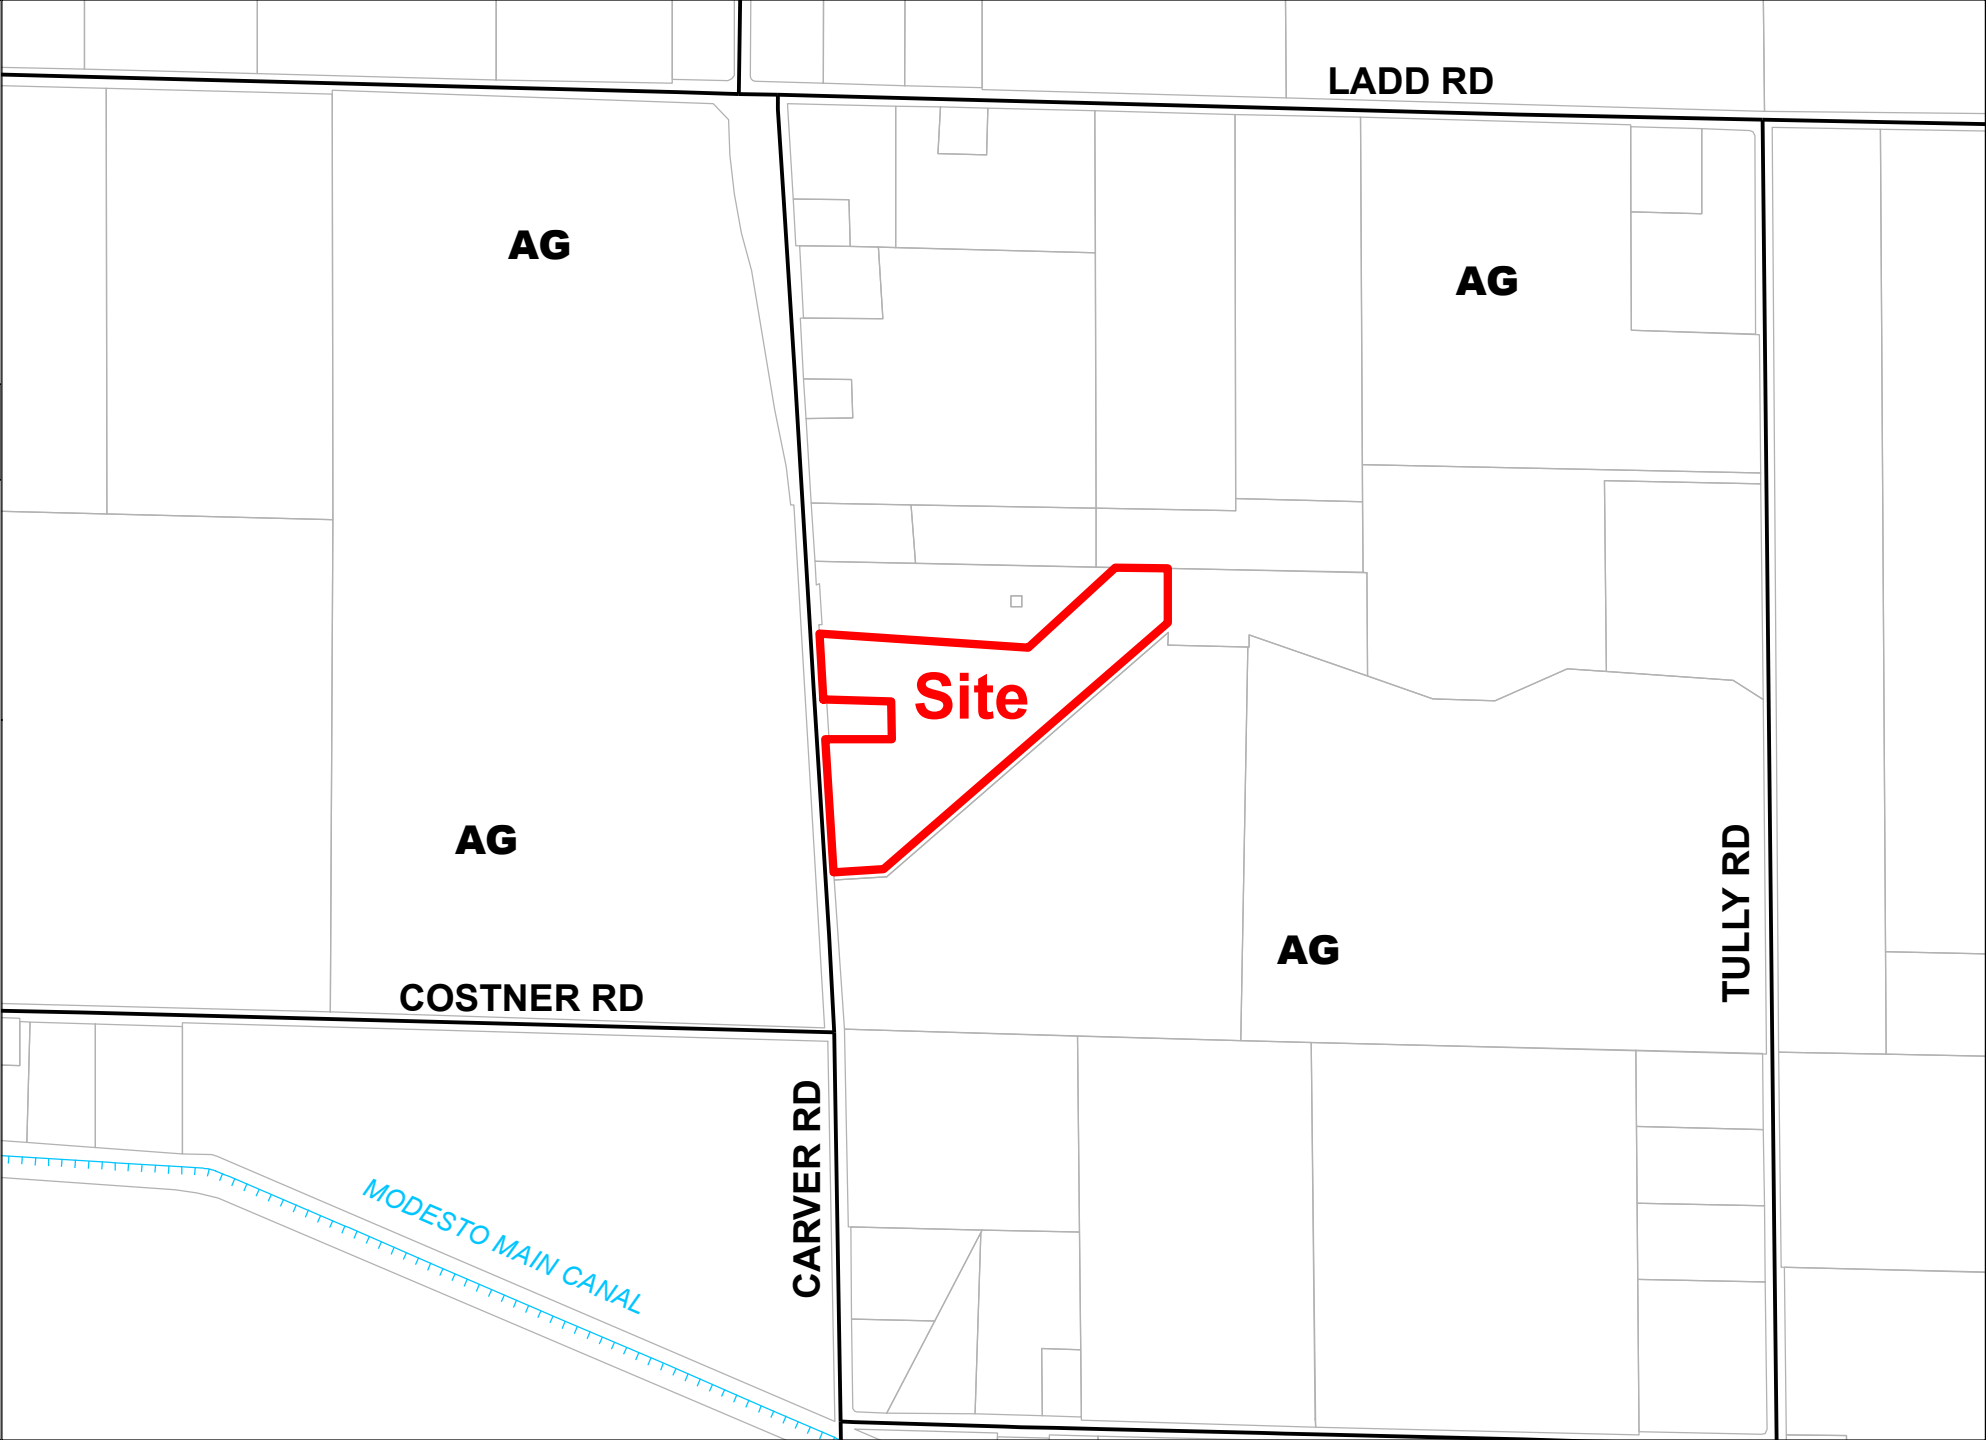 LADD RD
AG
AG
Site
AG
TULLY RD
AG
COSTNER RD
CARVER RD
MODESTO MAIN CANAL